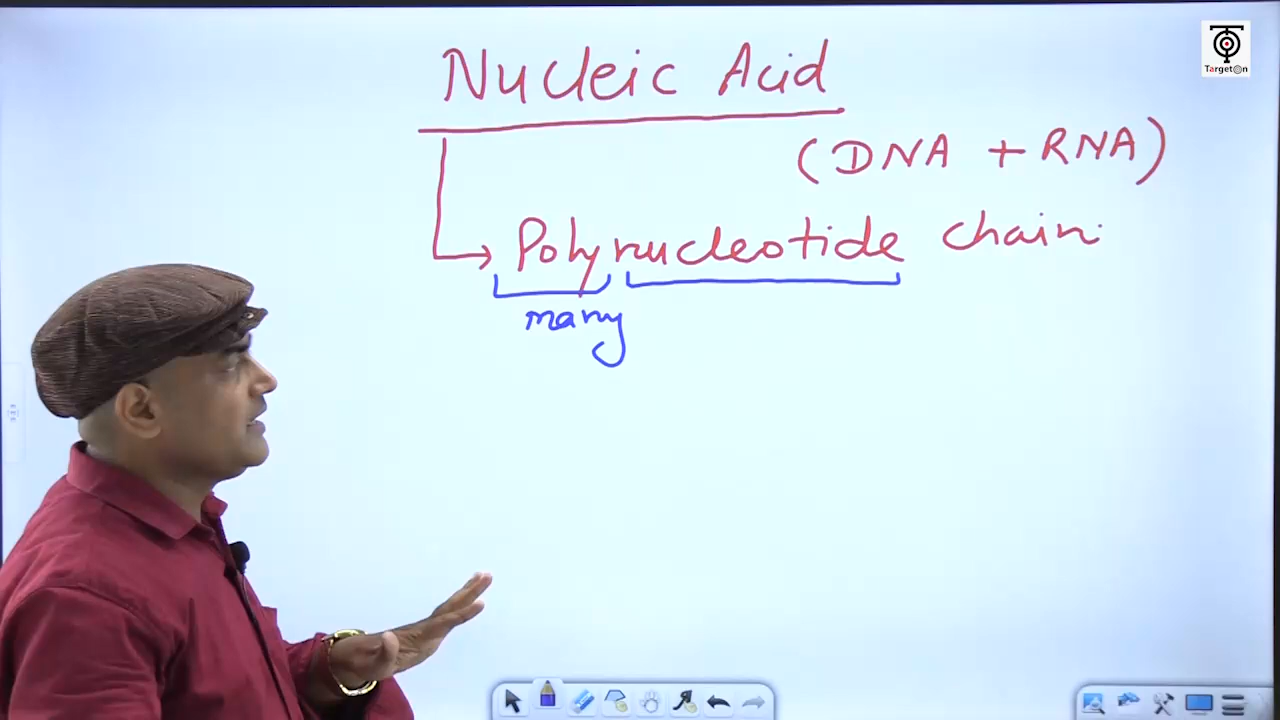 Nucleic Acid
(DNA + RNA)
Polynucleotide chain
many
TargetOn